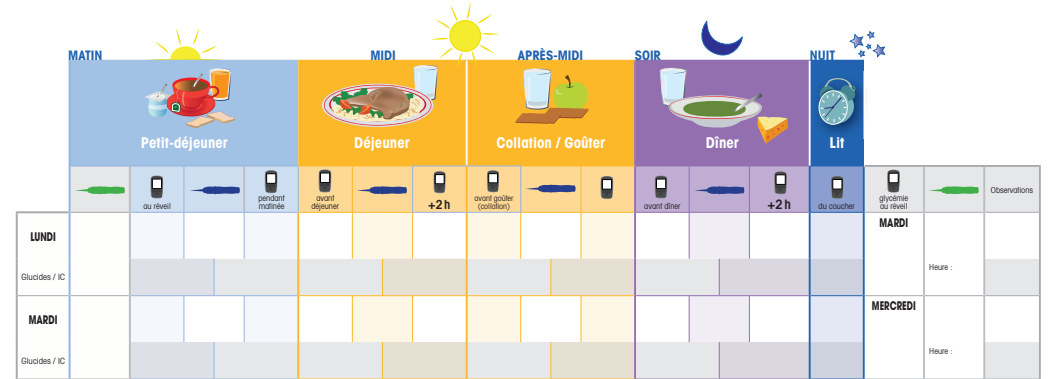 MATIN
MIDI
APRÈS-MIDI
SOIR
NUIT
Petit-déjeuner
Déjeuner
Collation / Goûter
Dîner
Lit
au réveil
pendant
matinée
avant
déjeuner
+2 h
avant goûter
(collation)
avant dîner
+2 h
du coucher
glycémie
au réveil
Observations
LUNDI
MARDI
Glucides / IC
Heure :
MARDI
MERCREDI
Glucides / IC
Heure :